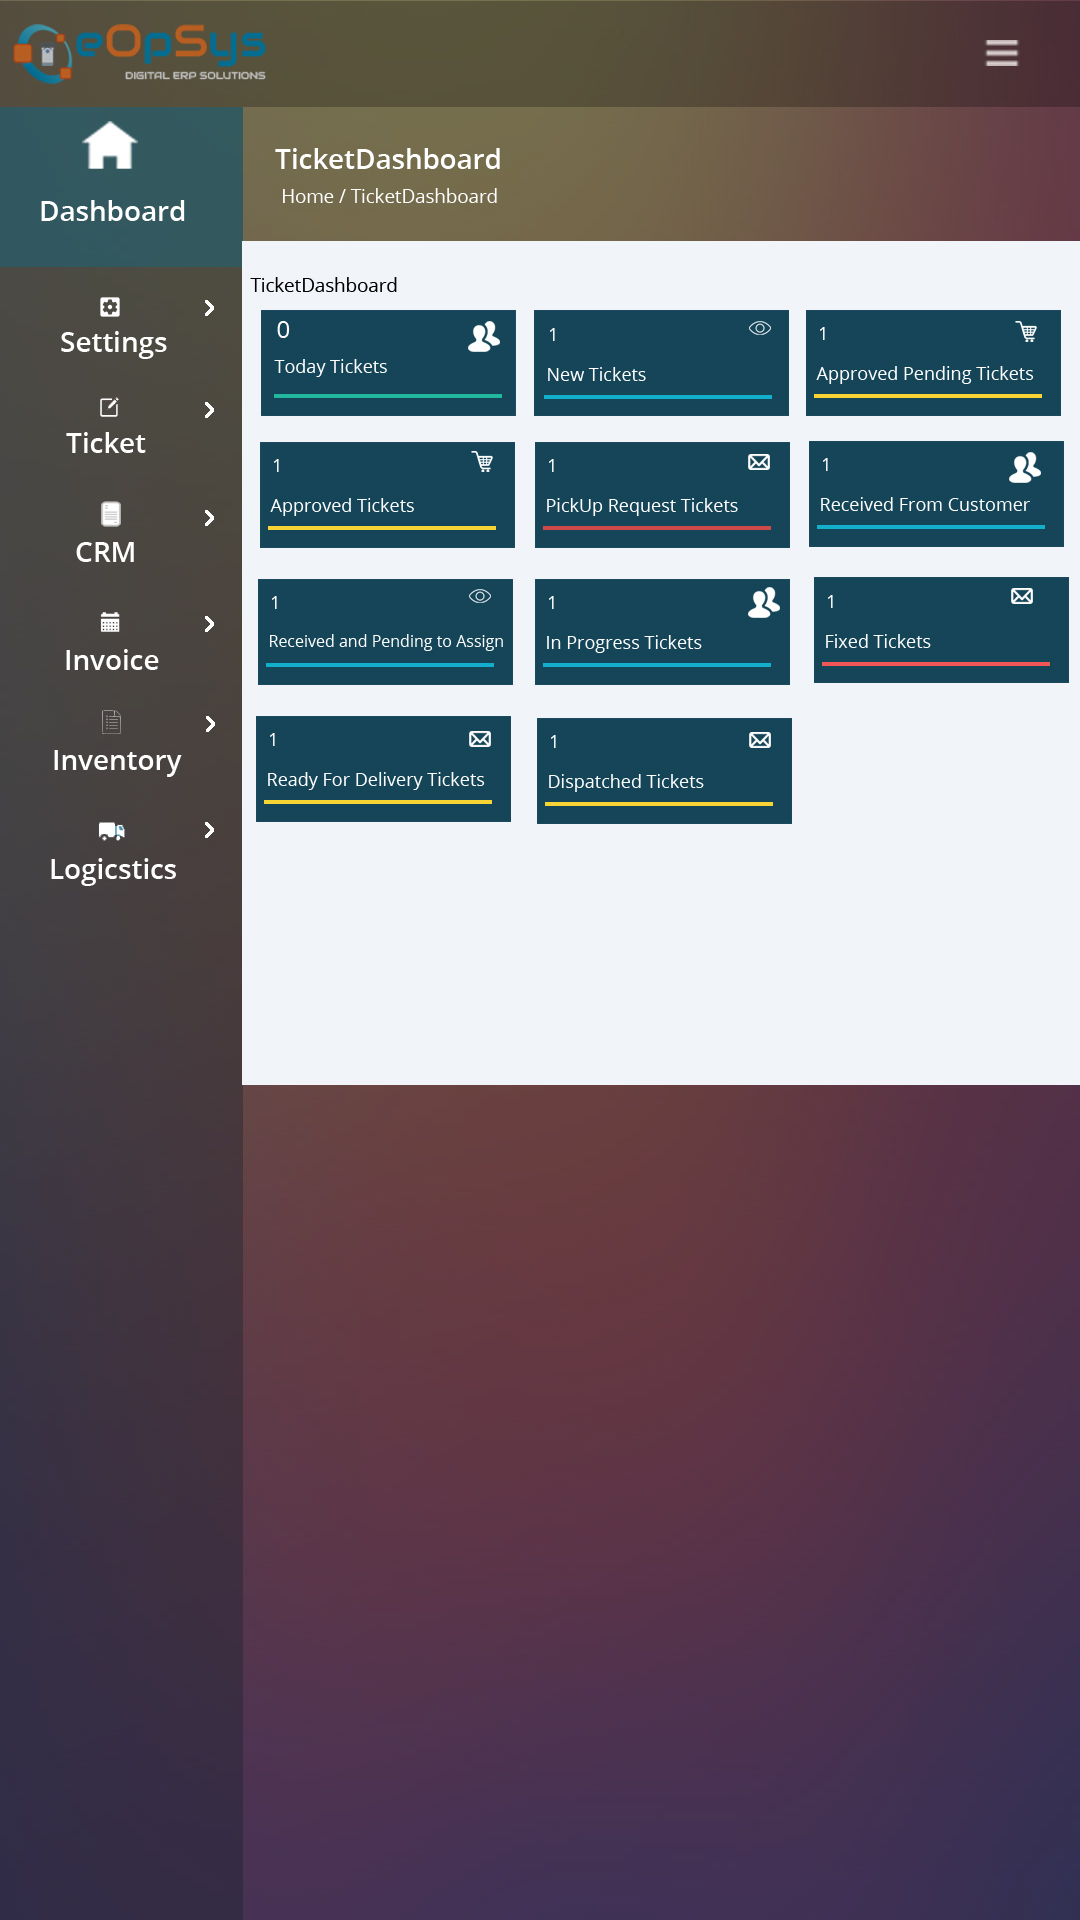 eOpSys
DIGITAL ERP SOLUTIONS
TicketDashboard
Home / TicketDashboard
Dashboard
Settings
Ticket
CRM
Invoice
Inventory
Logicstics
TicketDashboard
0
Today Tickets
1
New Tickets
1
Approved Pending Tickets
1
Approved Tickets
1
PickUp Request Tickets
1
Received From Customer
1
Received and Pending to Assign
1
In Progress Tickets
1
Fixed Tickets
1
Ready For Delivery Tickets
1
Dispatched Tickets